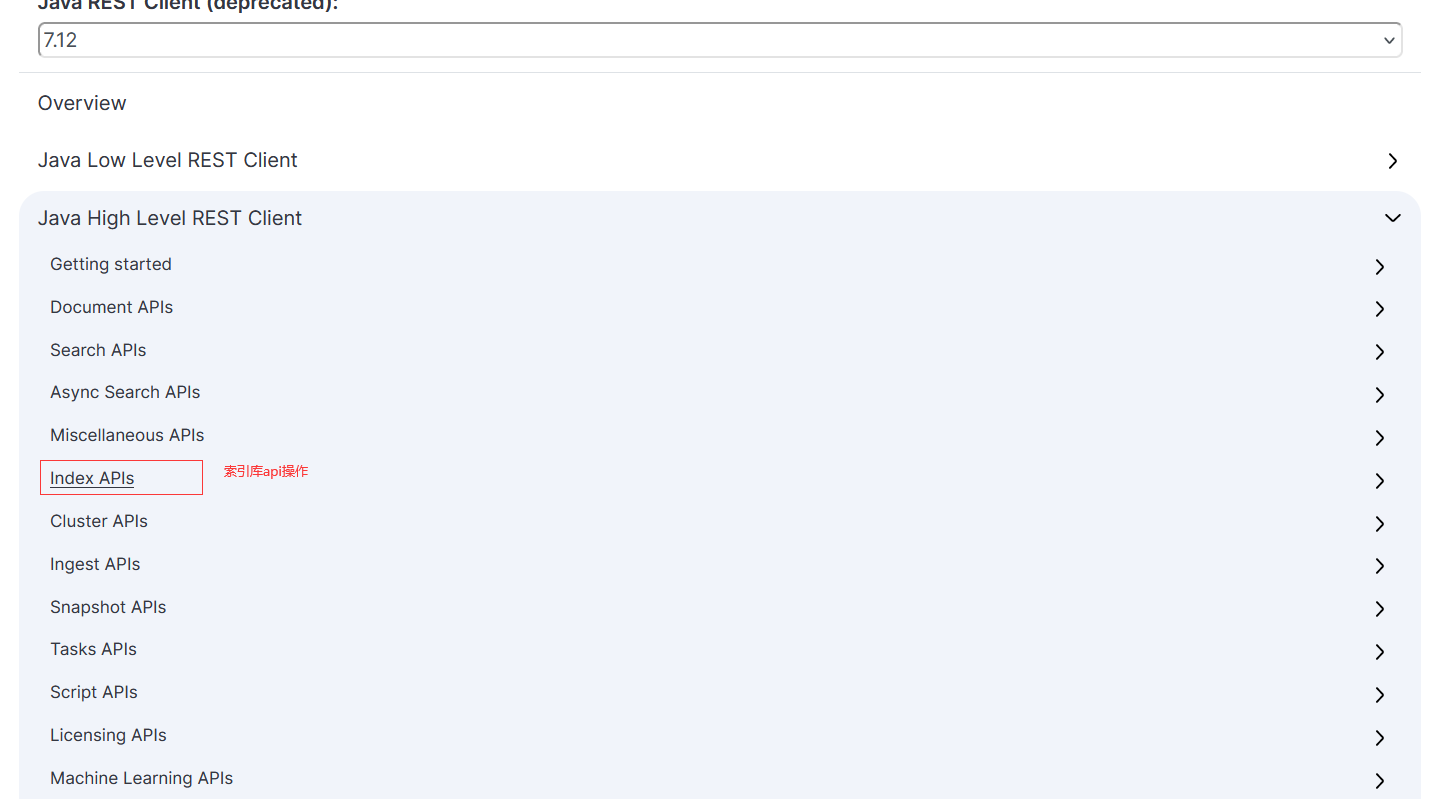 Java REST Client (deprecated):
7.12
Overview
Java Low Level REST Client
Java High Level REST Client
Getting started
Document APIs
Search APIs
Async Search APIs
Miscellaneous APIs
Index APIs 索引库api操作
Cluster APIs
Ingest APIs
Snapshot APIs
Tasks APIs
Script APIs
Licensing APIs
Machine Learning APIs